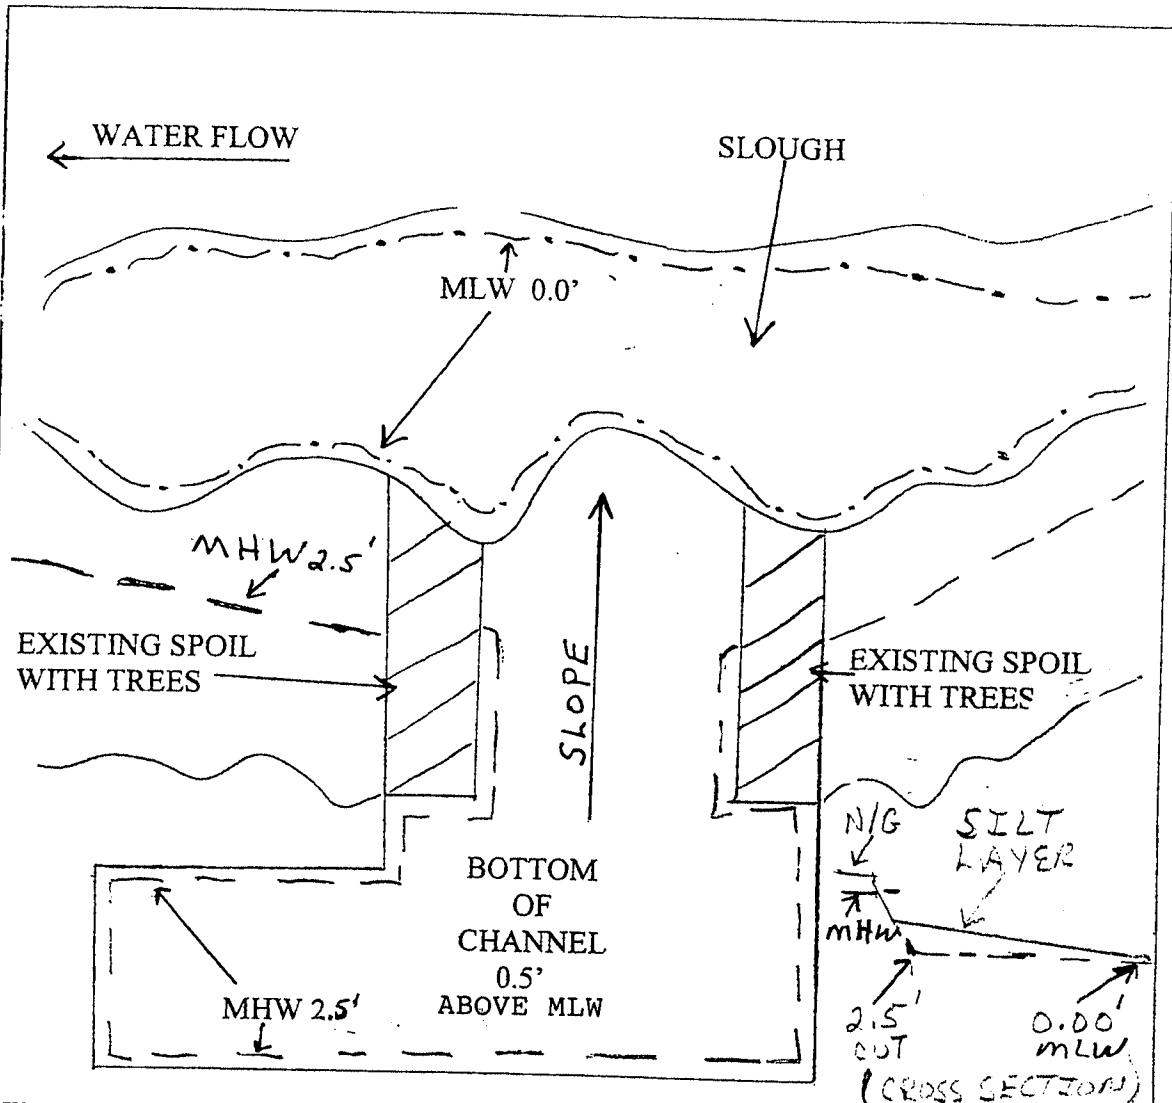 WATER FLOW
SLOUGH
MLW 0.0'
MHW 2.5'
EXISTING SPOIL
WITH TREES
SLOPE
EXISTING SPOIL
WITH TREES
N/G
SILT
LAYER
BOTTOM
OF
CHANNEL
0.5'
ABOVE MLW
MHW
MHW 2.5'
2.5'
CUT
0.00'
MLW
(CROSS SECTION)